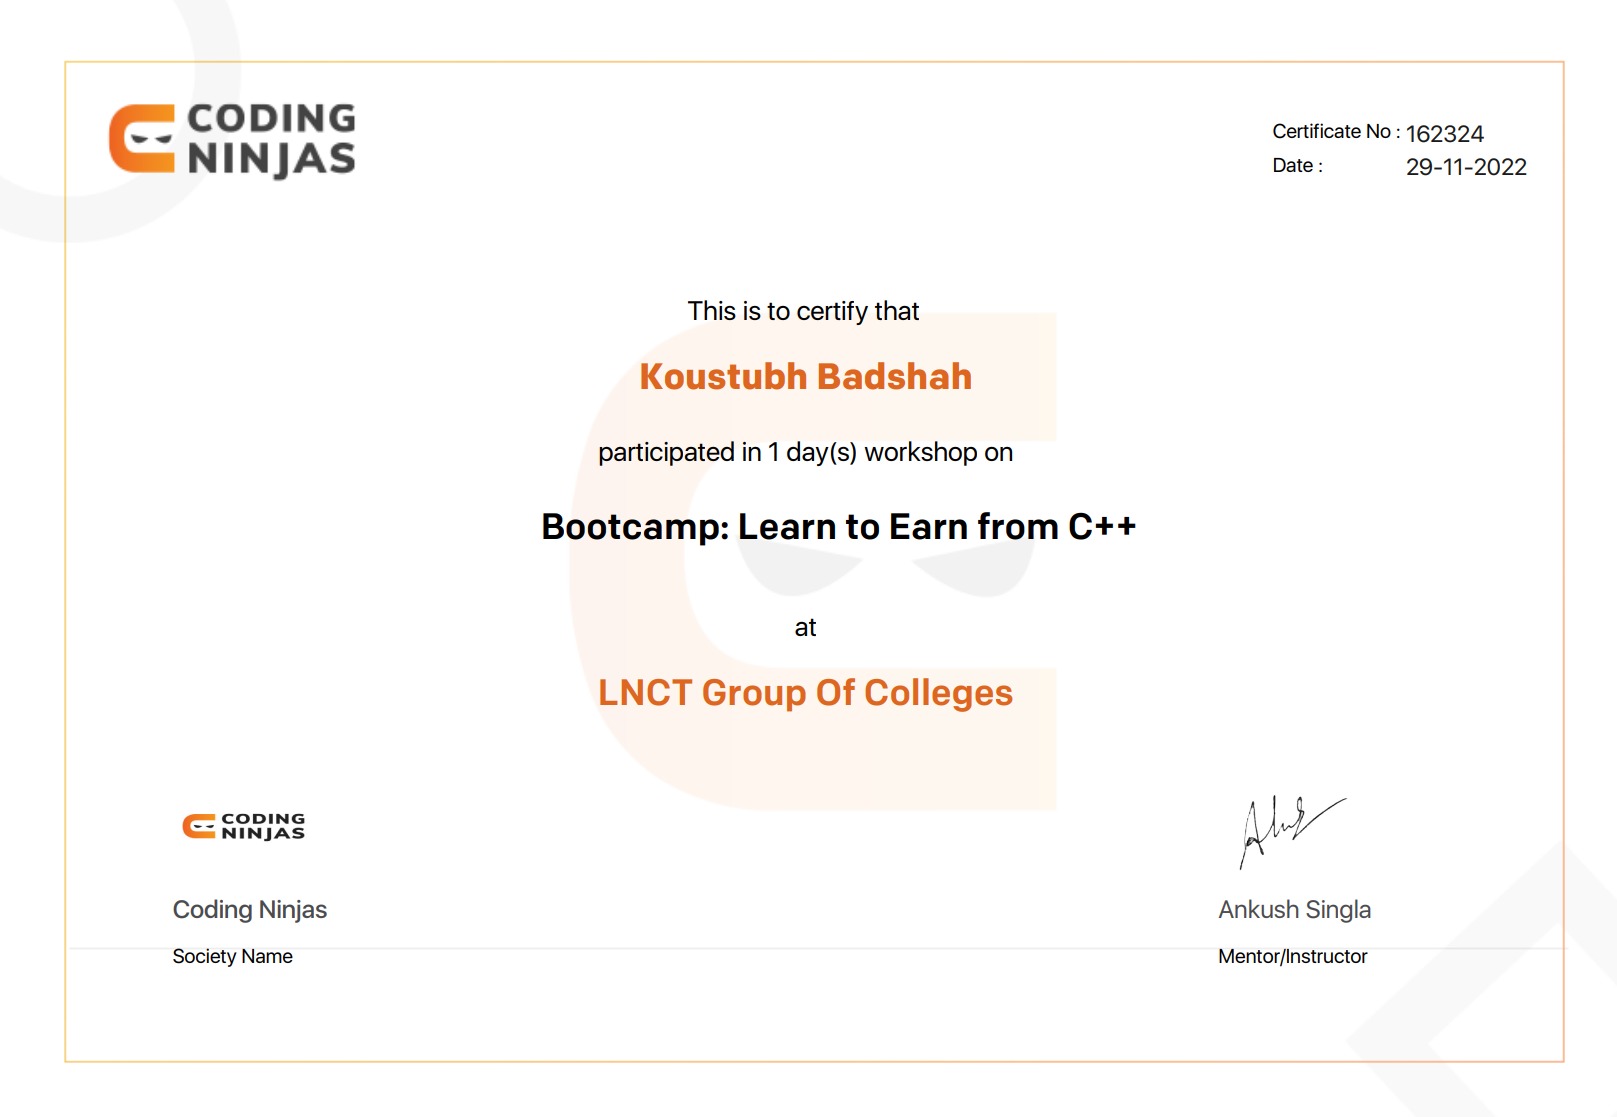 CODING
NINJAS
Certificate No : 162324
Date : 29-11-2022
This is to certify that
Koustubh Badshah
participated in 1 day(s) workshop on
Bootcamp: Learn to Earn from C++
at
LNCT Group Of Colleges
CODING
NINJAS
Coding Ninjas
Ankush Singla
Society Name
Mentor/Instructor